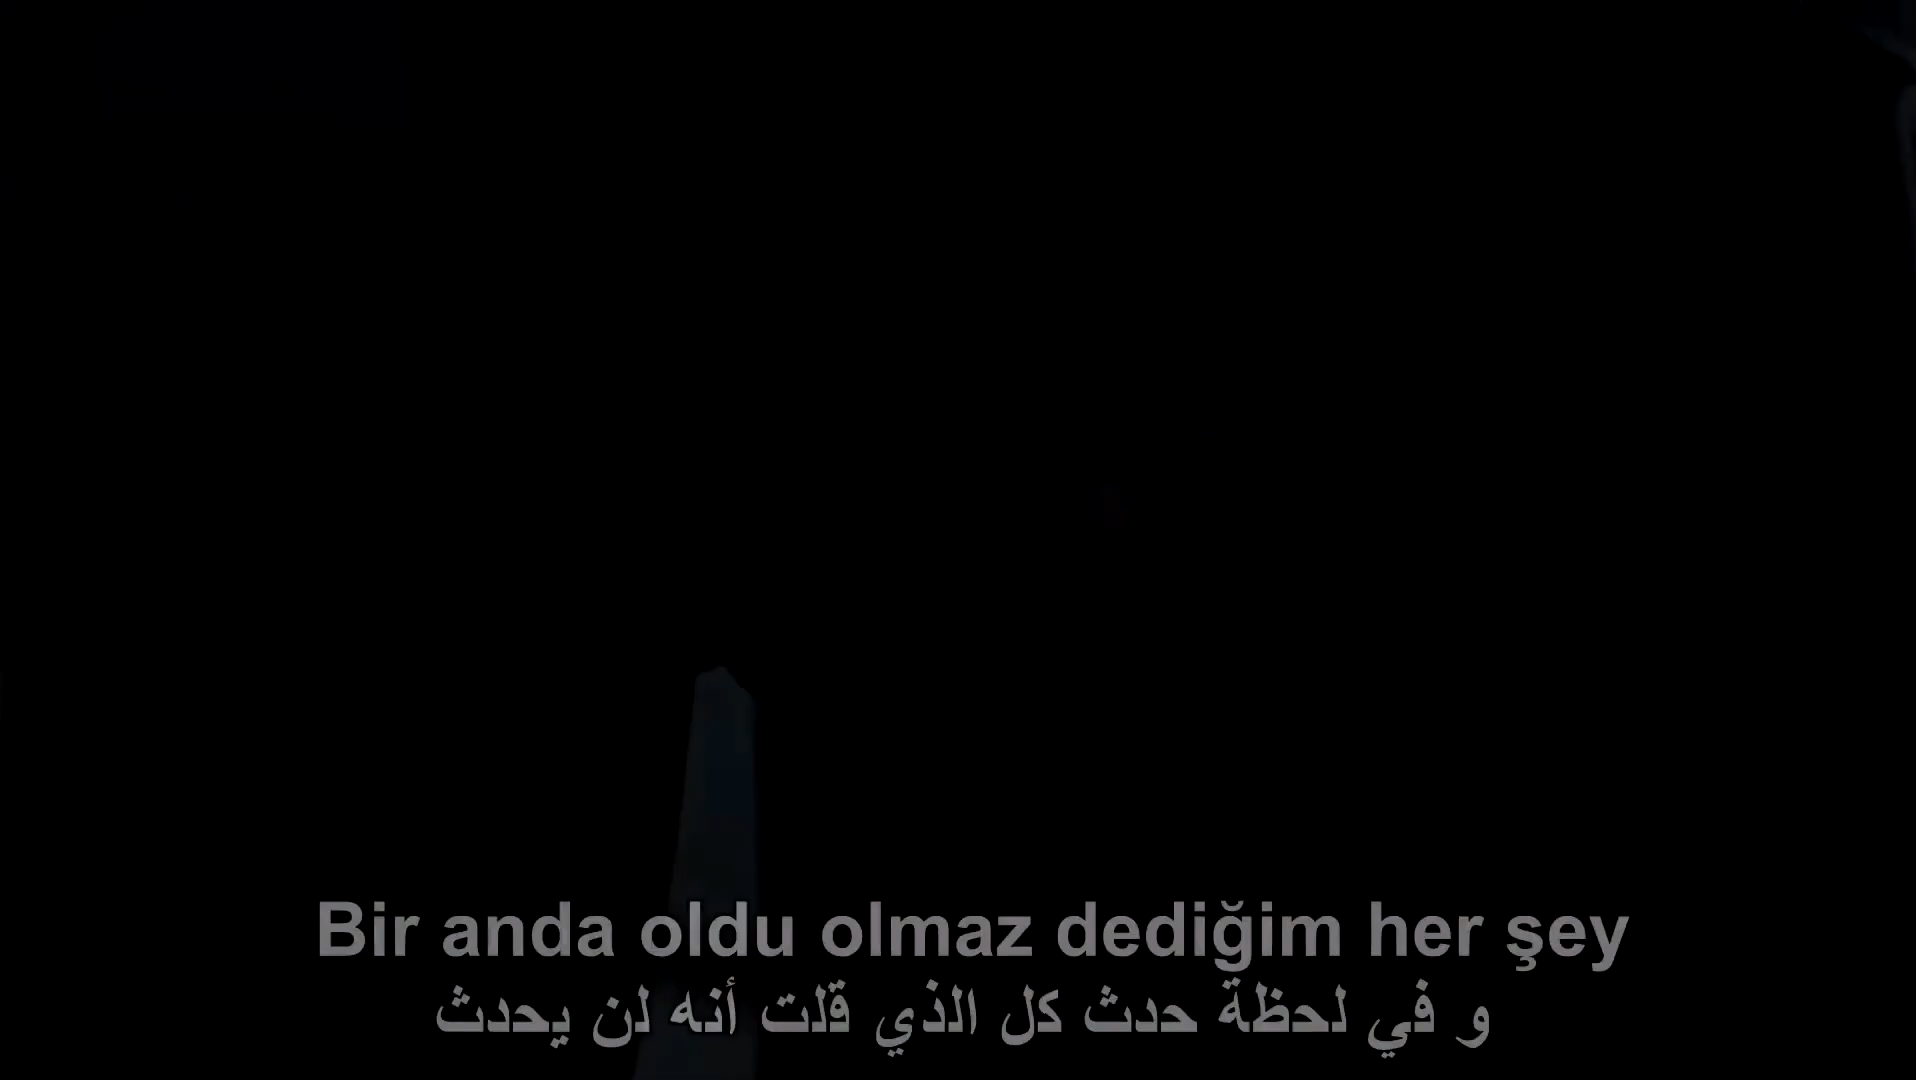 Bir anda oldu olmaz dediğim her şey
و في لحظة حدث كل الذي قلت أنه لن يحدث